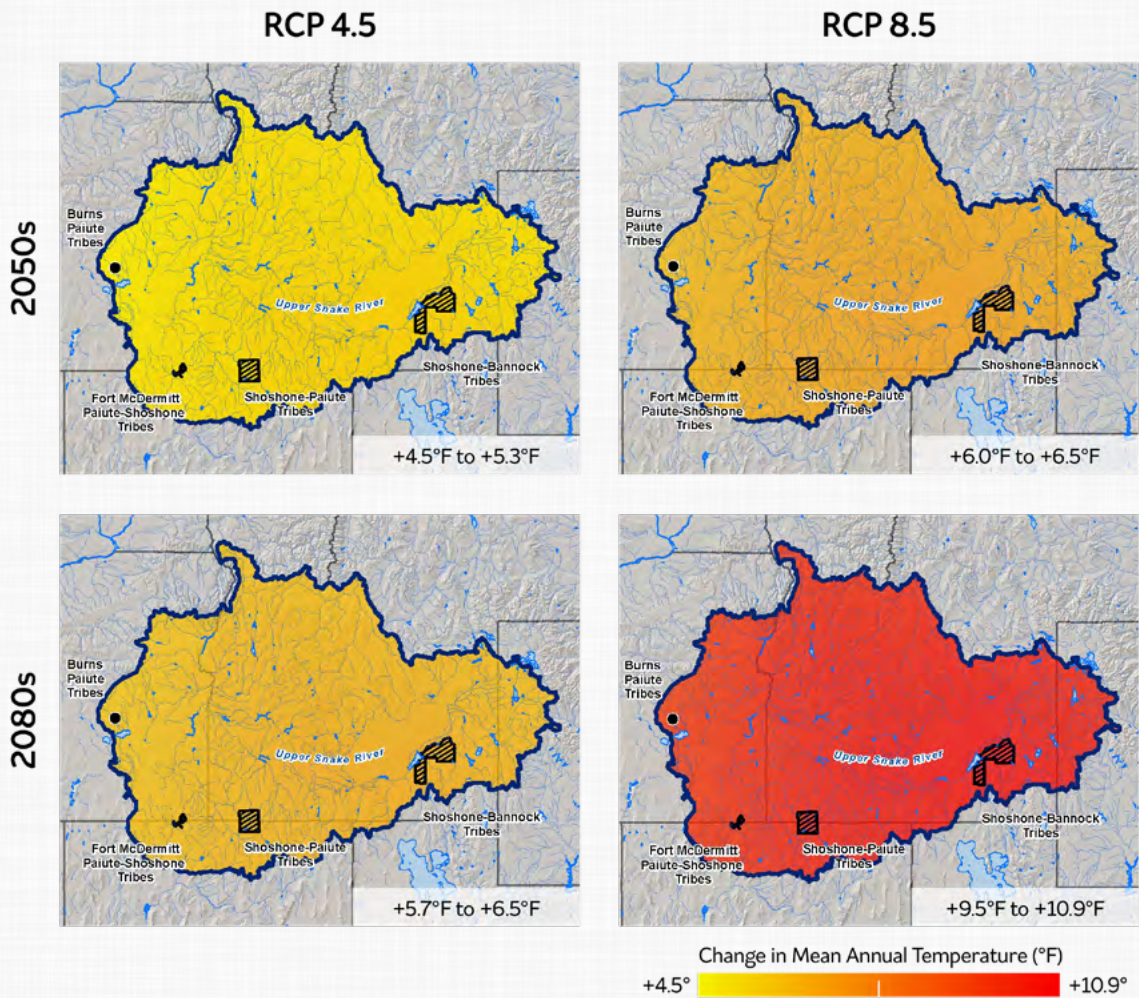 RCP 4.5
RCP 8.5
2050s
Burns
Paiute
Tribes
Upper Snake River
Shoshone-Bannock
Tribes
Fort McDermitt
Paiute-Shoshone
Tribes
Shoshone-Paiute
Tribes
+4.5°F to +5.3°F
Burns
Paiute
Tribes
Upper Snake River
Shoshone-Bannock
Tribes
Fort McDermitt
Paiute-Shoshone
Tribes
Shoshone-Paiute
Tribes
+6.0°F to +6.5°F
2080s
Burns
Paiute
Tribes
Upper Snake River
Shoshone-Bannock
Tribes
Fort McDermitt
Paiute-Shoshone
Tribes
Shoshone-Paiute
Tribes
+5.7°F to +6.5°F
Burns
Paiute
Tribes
Upper Snake River
Shoshone-Bannock
Tribes
Fort McDermitt
Paiute-Shoshone
Tribes
Shoshone-Paiute
Tribes
+9.5°F to +10.9°F
Change in Mean Annual Temperature (°F)
+4.5° +10.9°